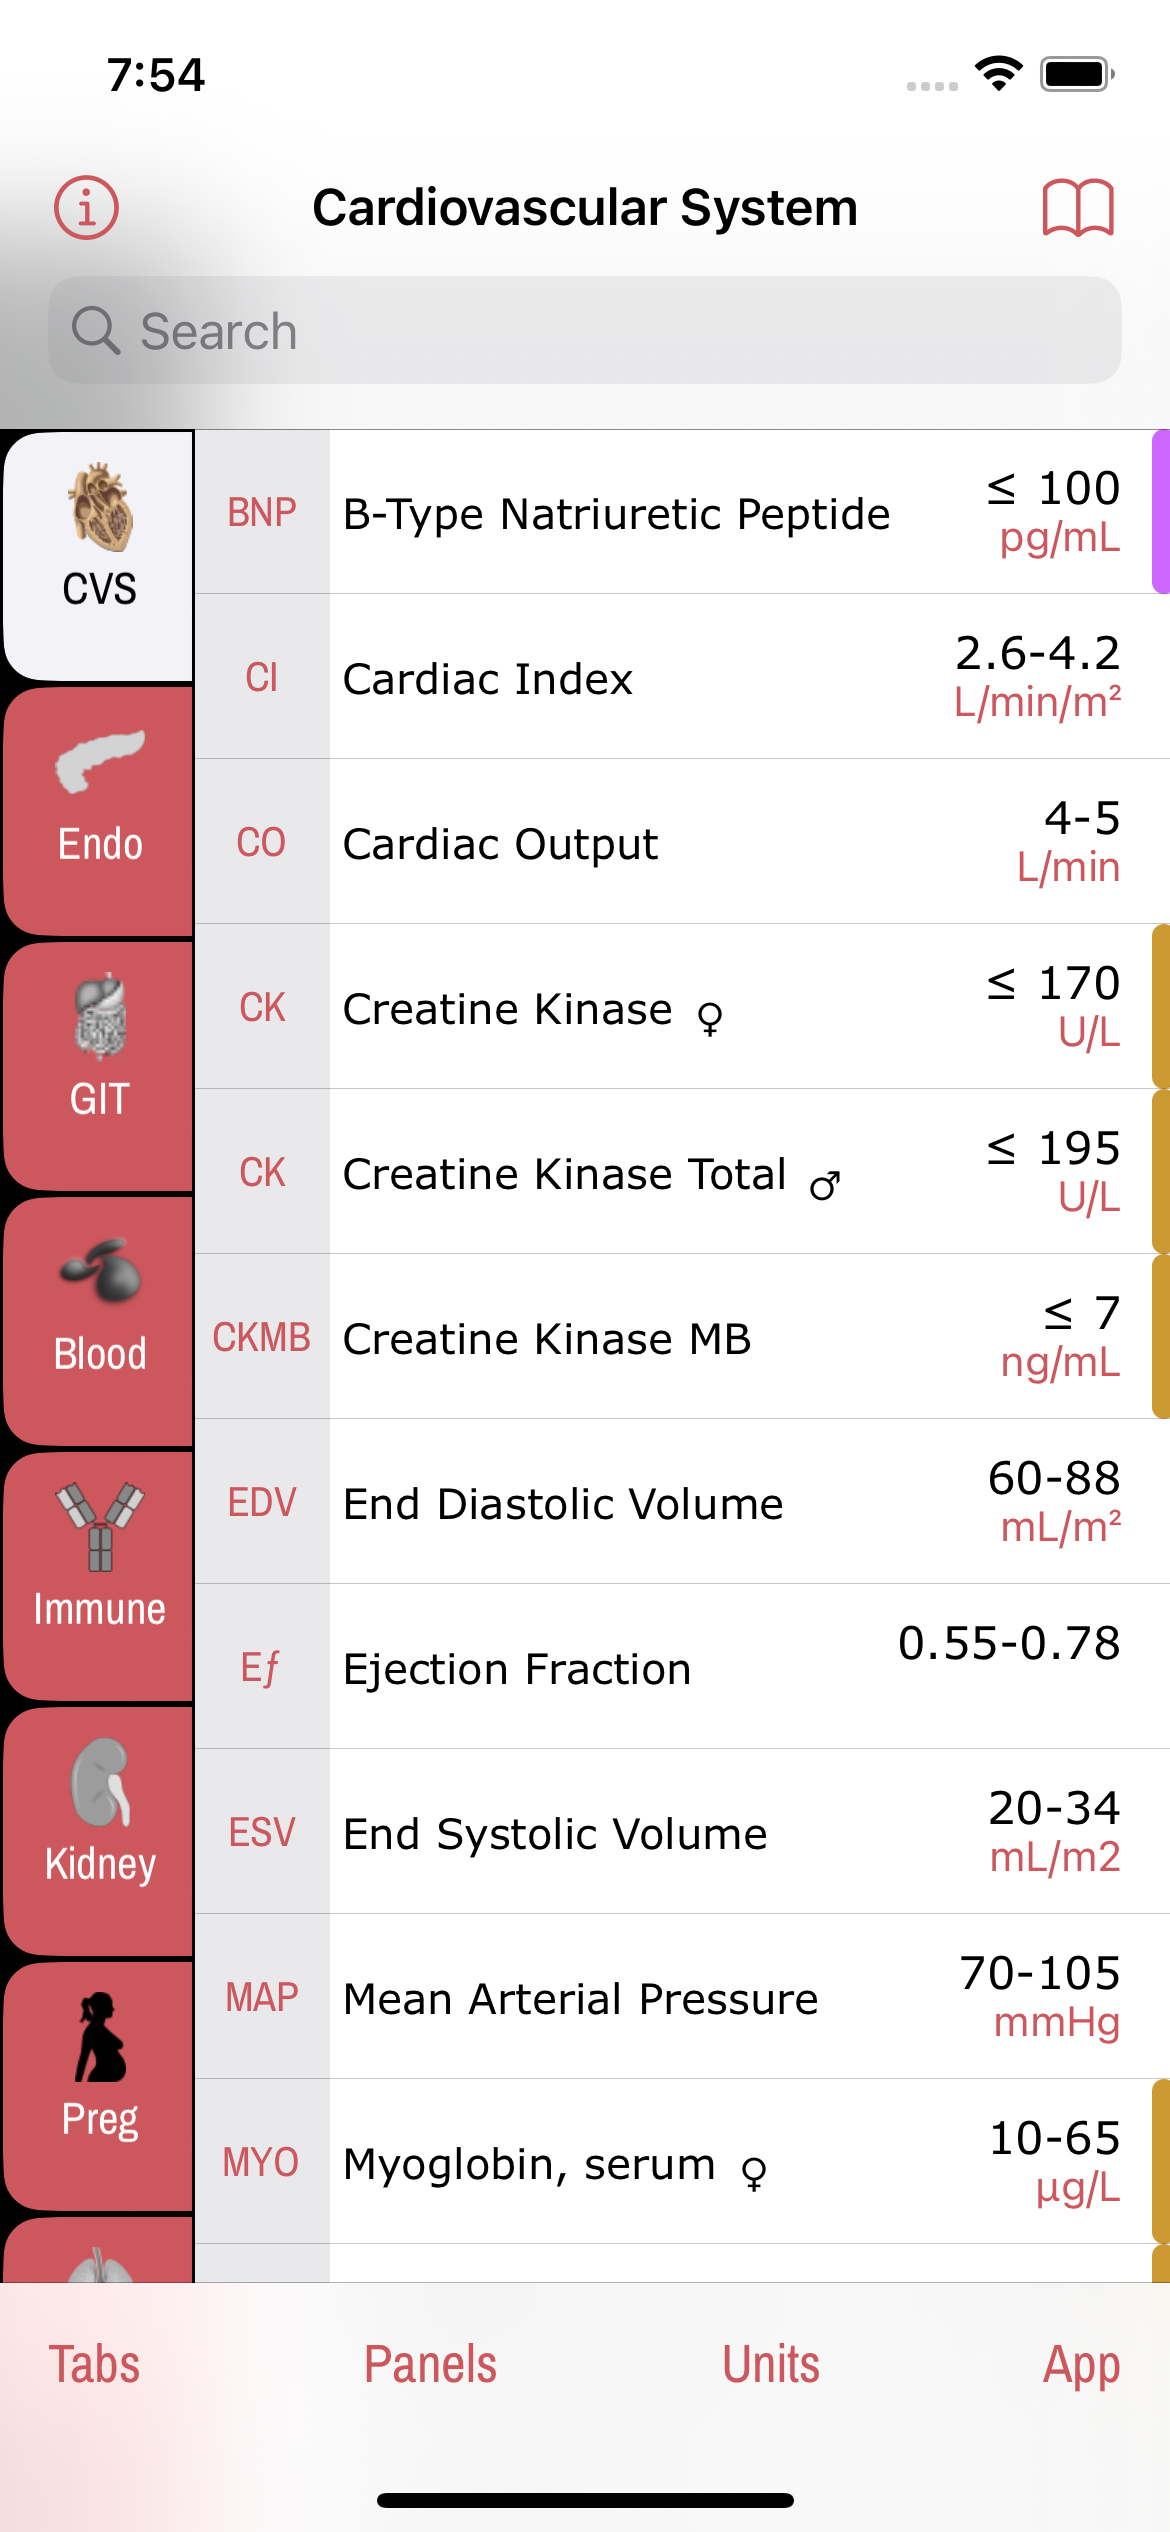 7:54
Cardiovascular System
Search
CVS
Endo
GIT
Blood
Immune
Kidney
Preg
BNP B-Type Natriuretic Peptide ≤ 100 pg/mL
CI Cardiac Index 2.6-4.2 L/min/m²
CO Cardiac Output 4-5 L/min
CK Creatine Kinase ♀ ≤ 170 U/L
CK Creatine Kinase Total ♂ ≤ 195 U/L
CKMB Creatine Kinase MB ≤ 7 ng/mL
EDV End Diastolic Volume 60-88 mL/m²
Eƒ Ejection Fraction 0.55-0.78
ESV End Systolic Volume 20-34 mL/m2
MAP Mean Arterial Pressure 70-105 mmHg
MYO Myoglobin, serum ♀ 10-65 µg/L
Tabs Panels Units App